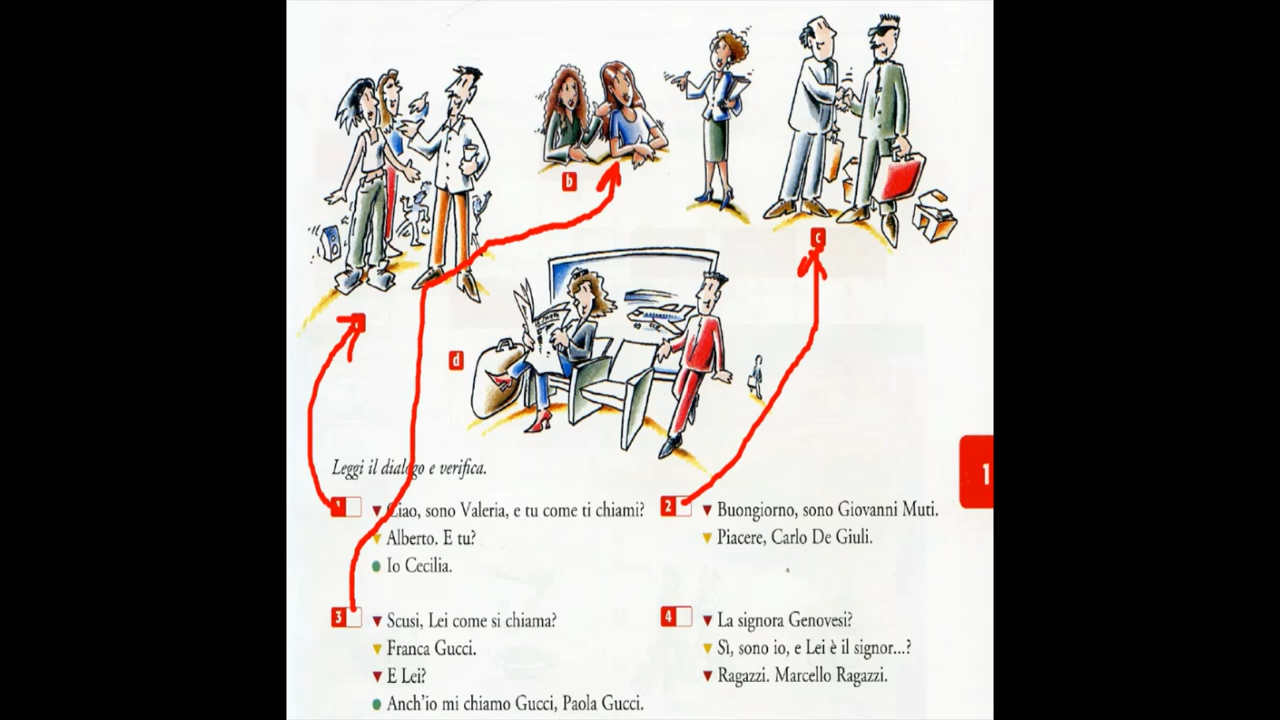 b
c
d
1
Leggi il dialogo e verifica.
1
Ciao, sono Valeria, e tu come ti chiami?
Alberto. E tu?
Io Cecilia.
2
Buongiorno, sono Giovanni Muti.
Piacere, Carlo De Giuli.
3
Scusi, Lei come si chiama?
Franca Gucci.
E Lei?
Anch'io mi chiamo Gucci, Paola Gucci.
4
La signora Genovesi?
Sì, sono io, e Lei è il signor...?
Ragazzi. Marcello Ragazzi.